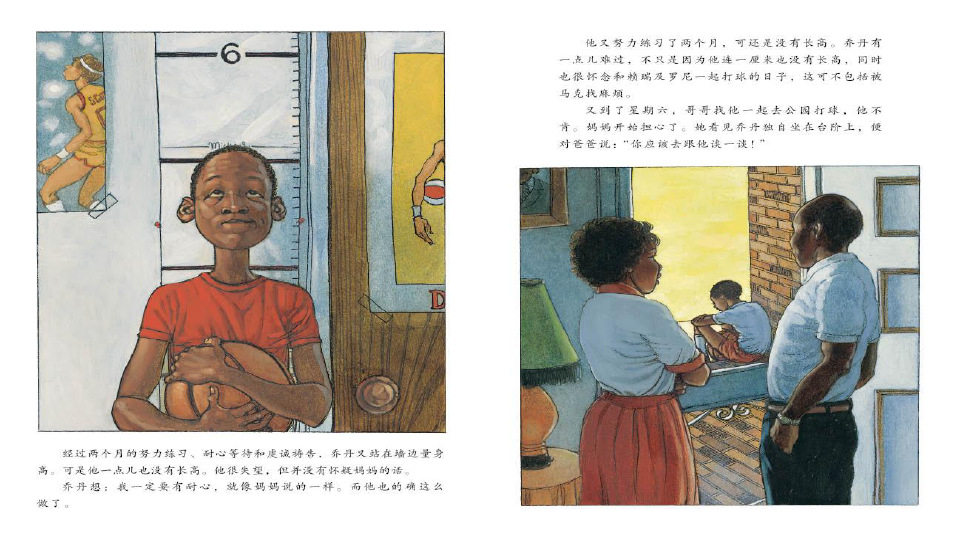 6
经过两个月的努力练习、耐心等待和虔诚祷告，乔丹又站在墙边量身
高。可是他一点儿也没有长高。他很失望，但并没有怀疑妈妈的话。
乔丹想：我一定要有耐心，就像妈妈说的一样。而他也的确这么
做了。
他又努力练习了两个月，可还是没有长高。乔丹有
一点儿难过，不只是因为他连一厘米也没有长高，同时
也很怀念和赖瑞及罗尼一起打球的日子，这可不包括被
马克找麻烦。
又到了星期六，哥哥找他一起去公园打球，他不
肯。妈妈开始担心了。她看见乔丹独自坐在台阶上，便
对爸爸说：“你应该去跟他谈一谈！”